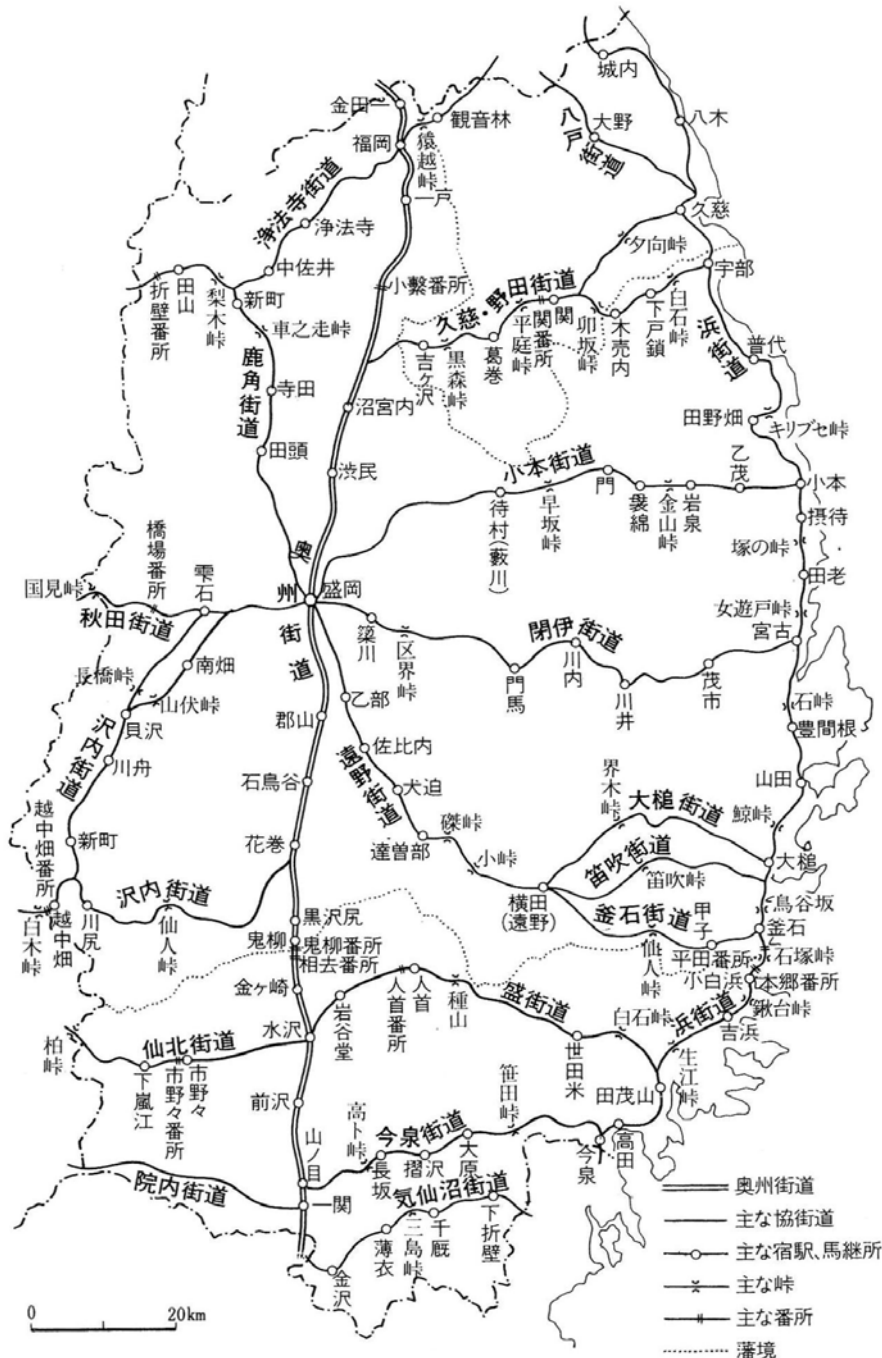 城内
金田一
観音林
八木
大野
八戸街道
福岡
猿越峠
浄法寺街道
一戸
久慈
浄法寺
夕向峠
中佐井
宇部
折壁番所
田山
梨木峠
新町
小繋番所
久慈・野田街道
関
白石峠
下戸鎖
木売内
卯坂峠
関番所
平庭峠
葛巻
黒森峠
吉ヶ沢
車之走峠
鹿角街道
浜街道
普代
寺田
沼宮内
田野畑
キリブセ峠
田頭
渋民
小本街道
門
乙茂
小本
待村(藪川)
早坂峠
袰綿
金山峠
岩泉
摂待
塚の峠
橋場番所
雫石
奥州街道
盛岡
田老
国見峠
秋田街道
女遊戸峠
宮古
簗川
区界峠
閉伊街道
川内
南畑
長橋峠
山伏峠
門馬
川井
茂市
乙部
石峠
沢内街道
貝沢
郡山
豊間根
川舟
佐比内
遠野街道
石鳥谷
犬迫
界木峠
山田
大槌街道
鯨峠
越中畑番所
新町
花巻
達曽部
磔峠
小峠
笛吹街道
大槌
笛吹峠
沢内街道
横田(遠野)
白木峠
越中畑
川尻
仙人峠
黒沢尻
釜石街道
甲子
鳥谷坂
釜石
鬼柳
鬼柳番所
相去番所
仙人峠
平田番所
石塚峠
小白浜
本郷番所
金ヶ崎
岩谷堂
人首番所
人首
種山
盛街道
鍬台峠
吉浜
浜街道
柏峠
仙北街道
水沢
白石峠
世田米
生江峠
下嵐江
市野々番所
市野々
前沢
田茂山
笹田峠
高卜峠
今泉街道
山ノ目
長坂
摺沢
大原
今泉
高田
院内街道
一関
気仙沼街道
金沢
薄衣
三島峠
千厩
下折壁
奥州街道
主な協街道
主な宿駅、馬継所
主な峠
主な番所
藩境
0 20km